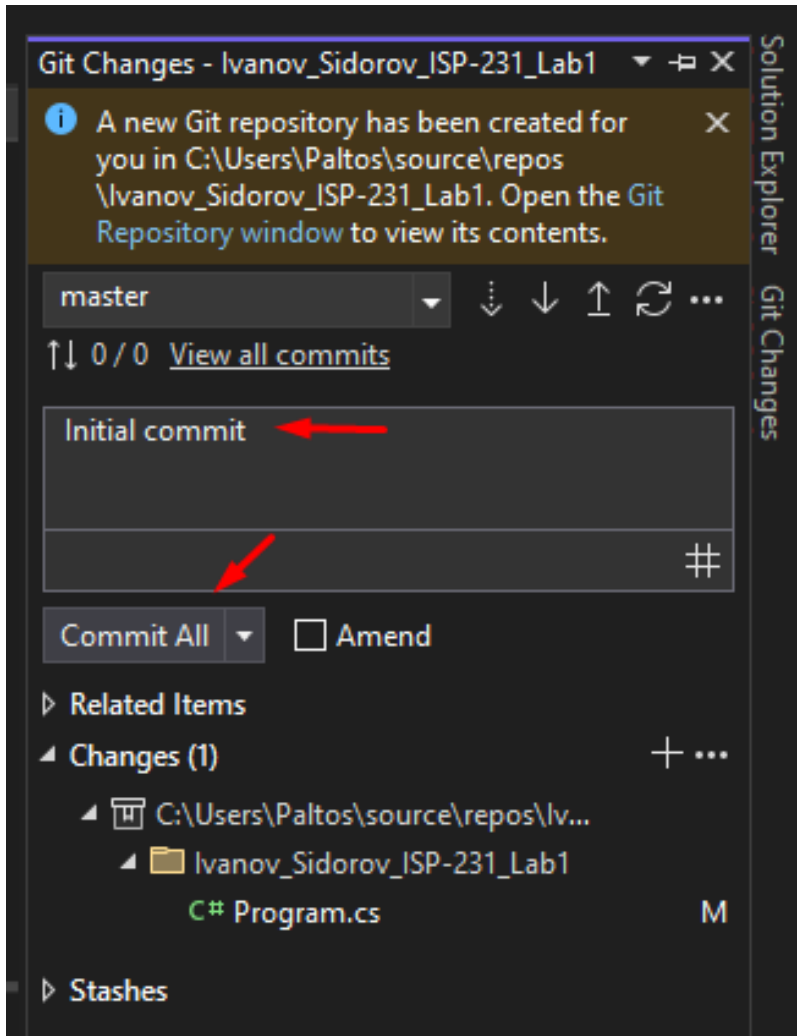 Git Changes - Ivanov_Sidorov_ISP-231_Lab1
A new Git repository has been created for
you in C:\Users\Paltos\source\repos
\Ivanov_Sidorov_ISP-231_Lab1. Open the Git
Repository window to view its contents.
master
0 / 0 View all commits
Initial commit
Commit All
Amend
Related Items
Changes (1)
C:\Users\Paltos\source\repos\Iv...
Ivanov_Sidorov_ISP-231_Lab1
C# Program.cs M
Stashes
Solution Explorer
Git Changes